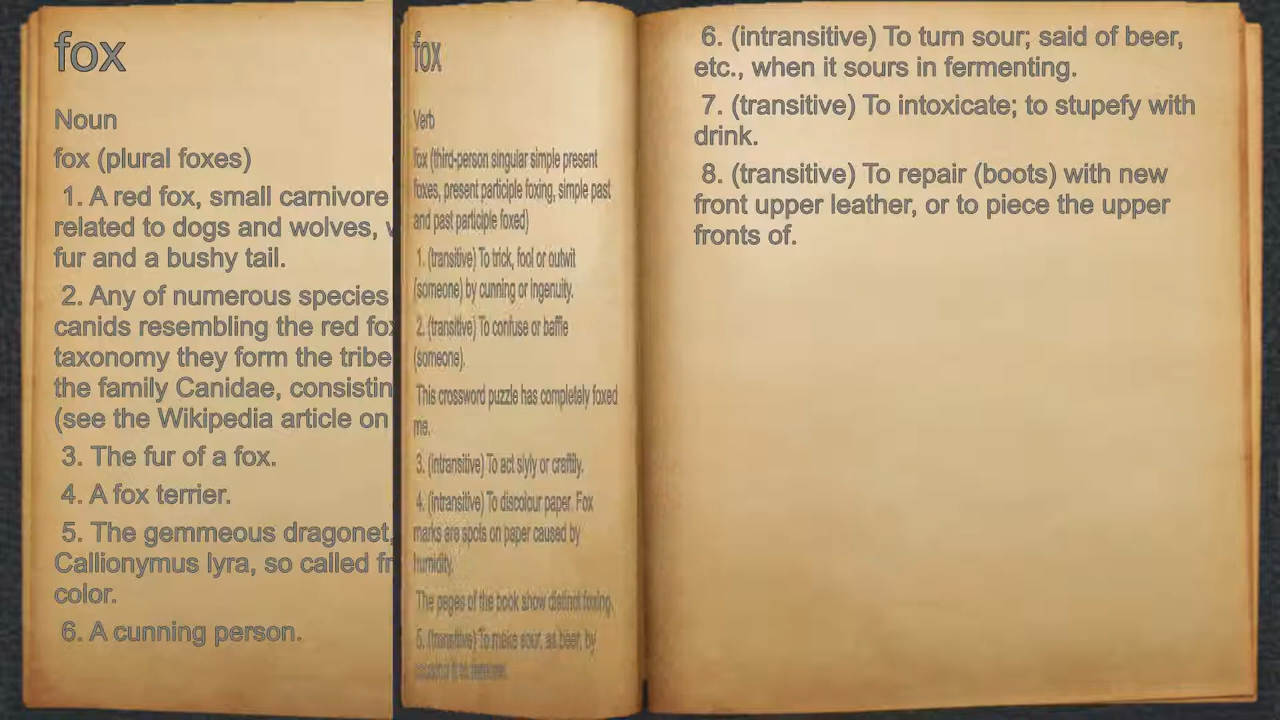 fox
Noun
fox (plural foxes)
1. A red fox, small carnivore
related to dogs and wolves,
fur and a bushy tail.
2. Any of numerous species
canids resembling the red fox
taxonomy they form the tribe
the family Canidae, consistin
(see the Wikipedia article on
3. The fur of a fox.
4. A fox terrier.
5. The gemmeous dragonet,
Callionymus lyra, so called fr
color.
6. A cunning person.
fox
Verb
fox (third-person singular simple present
foxes, present participle foxing, simple past
and past participle foxed)
1. (transitive) To trick, fool or outwit
(someone) by cunning or ingenuity.
2. (transitive) To confuse or baffle
(someone).
This crossword puzzle has completely foxed
me.
3. (intransitive) To act slyly or craftily.
4. (intransitive) To discolour paper. Fox
marks are spots on paper caused by
humidity.
The pages of the book show distinct foxing.
5. (transitive) To make sour, as beer, by
6. (intransitive) To turn sour; said of beer,
etc., when it sours in fermenting.
7. (transitive) To intoxicate; to stupefy with
drink.
8. (transitive) To repair (boots) with new
front upper leather, or to piece the upper
fronts of.